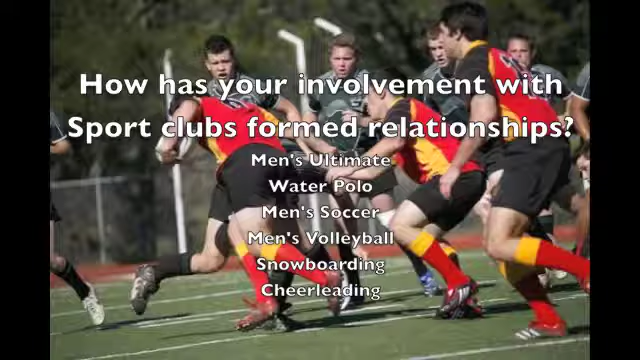 How has your involvement with
Sport clubs formed relationships?
Men's Ultimate
Water Polo
Men's Soccer
Men's Volleyball
Snowboarding
Cheerleading